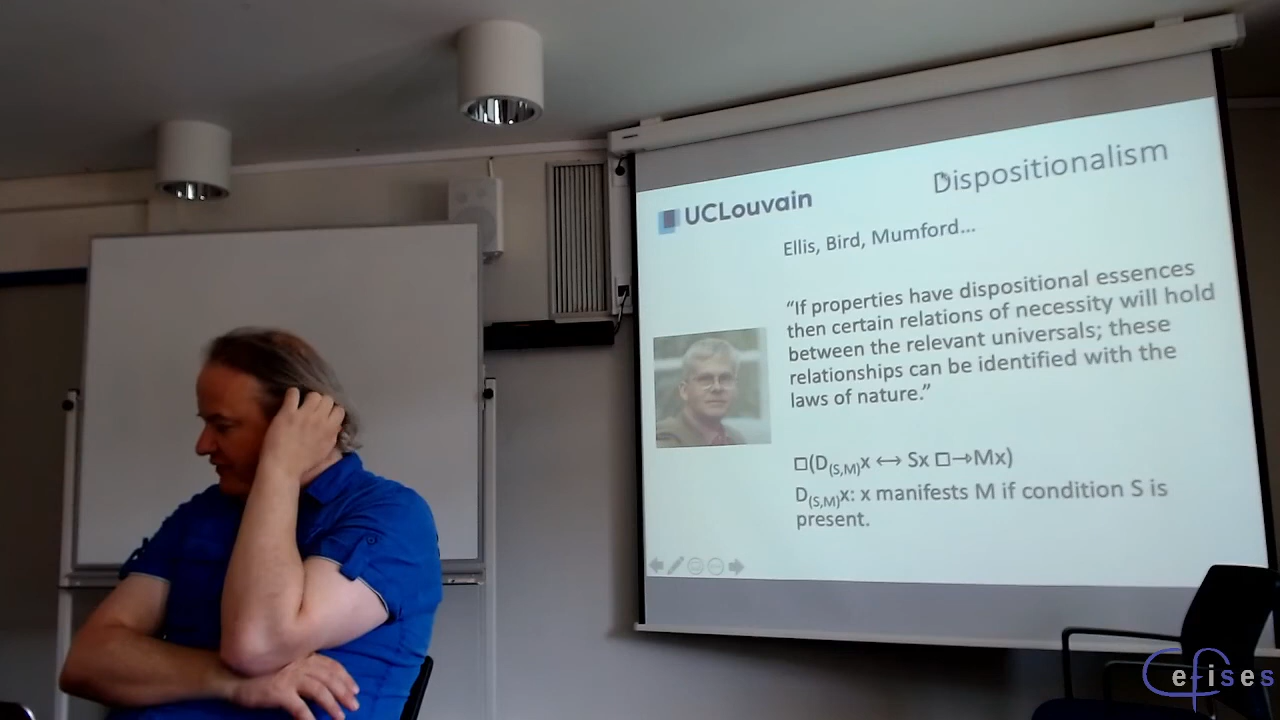 Dispositionalism
UCLouvain
Ellis, Bird, Mumford...
“If properties have dispositional essences
then certain relations of necessity will hold
between the relevant universals; these
relationships can be identified with the
laws of nature.”
□(D(S,M)x ↔ Sx □→Mx)
D(S,M)x: x manifests M if condition S is
present.
efises